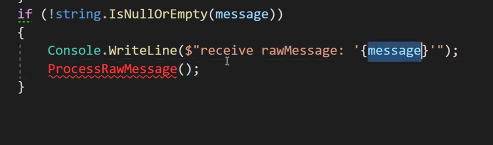 if (!string.IsNullOrEmpty(message))
{
Console.WriteLine($"receive rawMessage: '{message}'");
ProcessRawMessage();
}